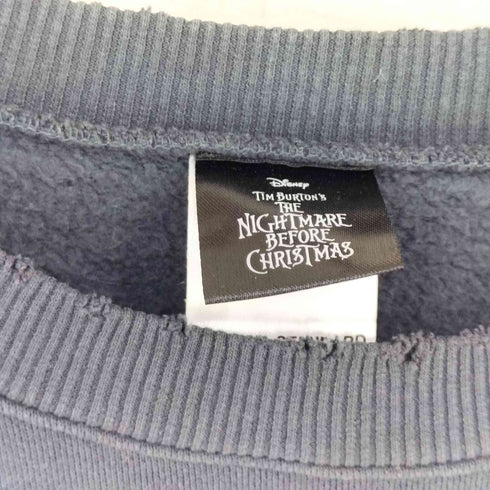 Disney
TIM BURTON'S
THE
NIGHTMARE
BEFORE
CHRISTMAS